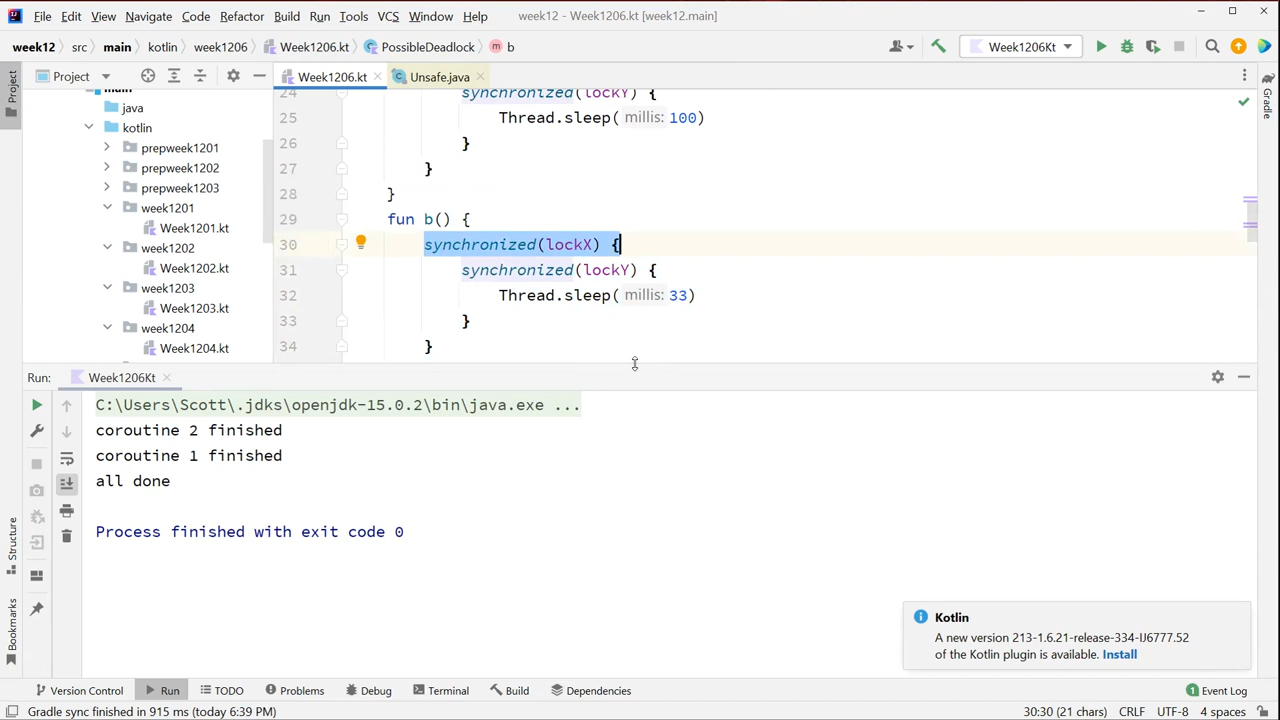 File Edit View Navigate Code Refactor Build Run Tools VCS Window Help week12 - Week1206.kt [week12.main]
week12 src main kotlin week1206 Week1206.kt PossibleDeadlock m b Week1206Kt
Project Project Week1206.kt Unsafe.java Gradle
main
java
kotlin
prepweek1201
prepweek1202
prepweek1203
week1201
Week1201.kt
week1202
Week1202.kt
week1203
Week1203.kt
week1204
Week1204.kt
24 synchronized(lockY) {
25 Thread.sleep( millis: 100)
26 }
27 }
28 }
29 fun b() {
30 synchronized(lockX) {
31 synchronized(lockY) {
32 Thread.sleep( millis: 33)
33 }
34 }
Run: Week1206Kt
C:\Users\Scott\.jdks\openjdk-15.0.2\bin\java.exe ...
coroutine 2 finished
coroutine 1 finished
all done
Process finished with exit code 0
Structure
Bookmarks
Kotlin
A new version 213-1.6.21-release-334-IJ6777.52
of the Kotlin plugin is available. Install
Version Control Run TODO Problems Debug Terminal Build Dependencies 1 Event Log
Gradle sync finished in 915 ms (today 6:39 PM) 30:30 (21 chars) CRLF UTF-8 4 spaces